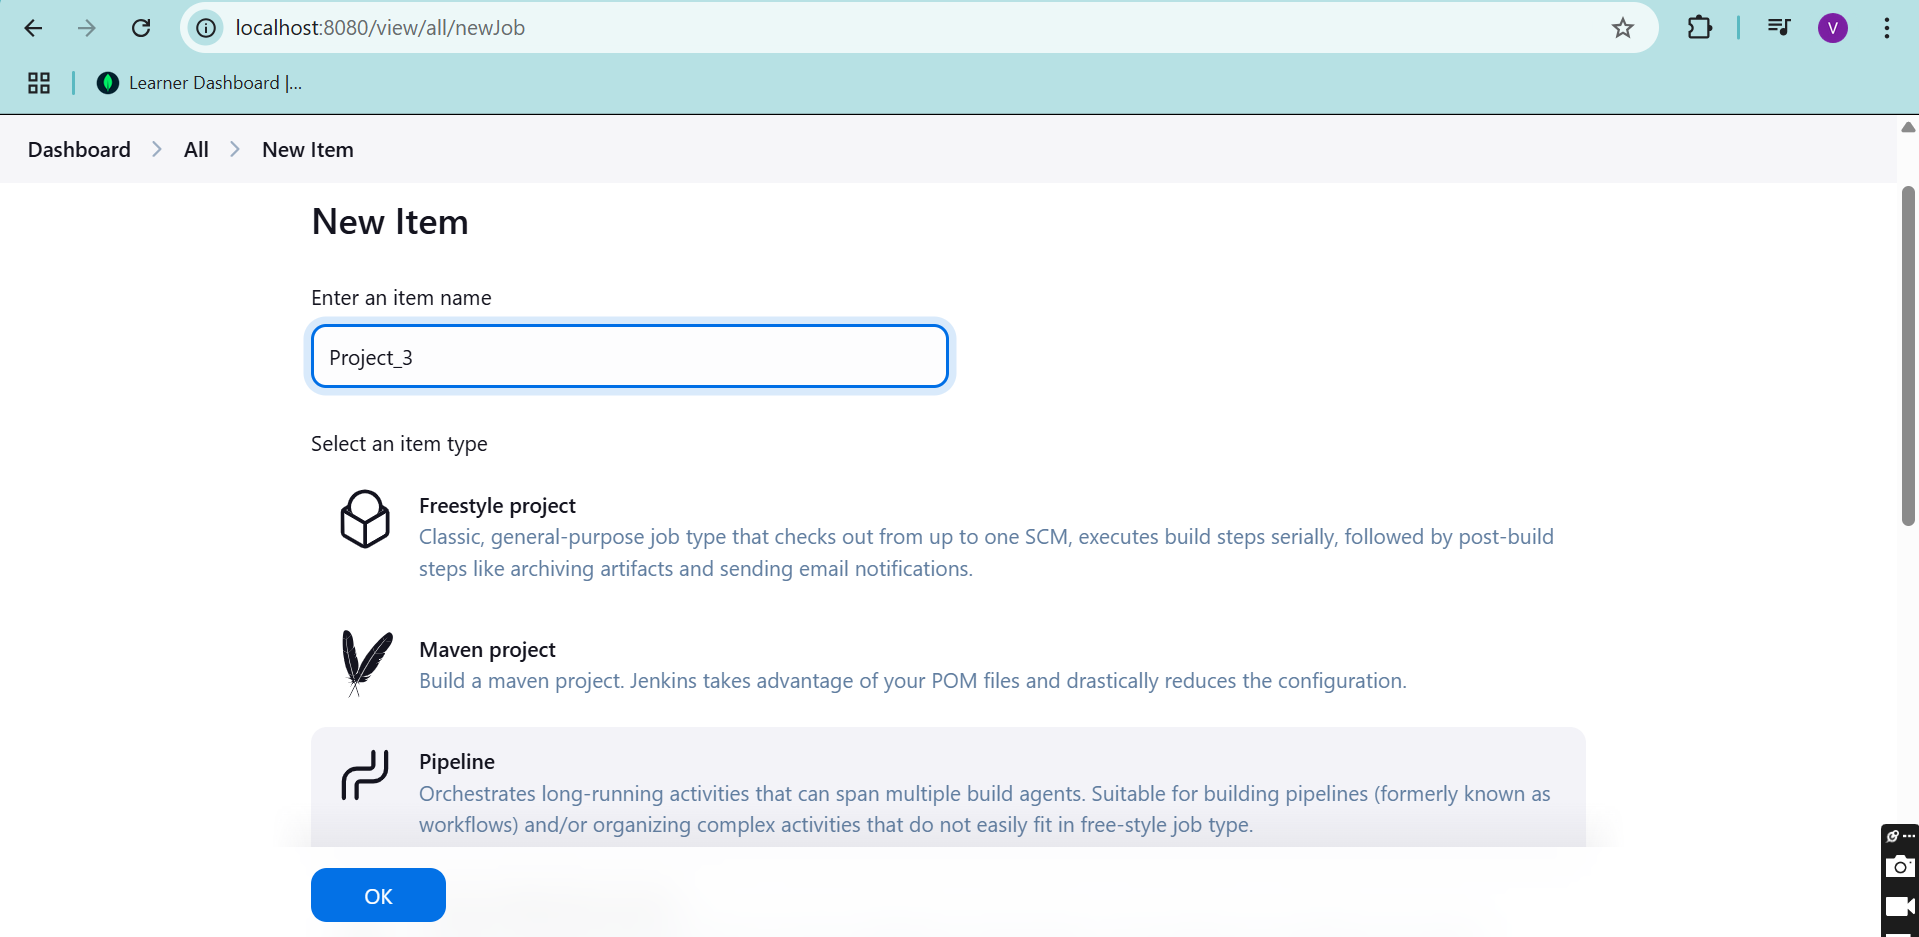 localhost:8080/view/all/newJob
V
Learner Dashboard |...
Dashboard > All > New Item
New Item
Enter an item name
Project_3
Select an item type
Freestyle project
Classic, general-purpose job type that checks out from up to one SCM, executes build steps serially, followed by post-build
steps like archiving artifacts and sending email notifications.
Maven project
Build a maven project. Jenkins takes advantage of your POM files and drastically reduces the configuration.
Pipeline
Orchestrates long-running activities that can span multiple build agents. Suitable for building pipelines (formerly known as
workflows) and/or organizing complex activities that do not easily fit in free-style job type.
OK